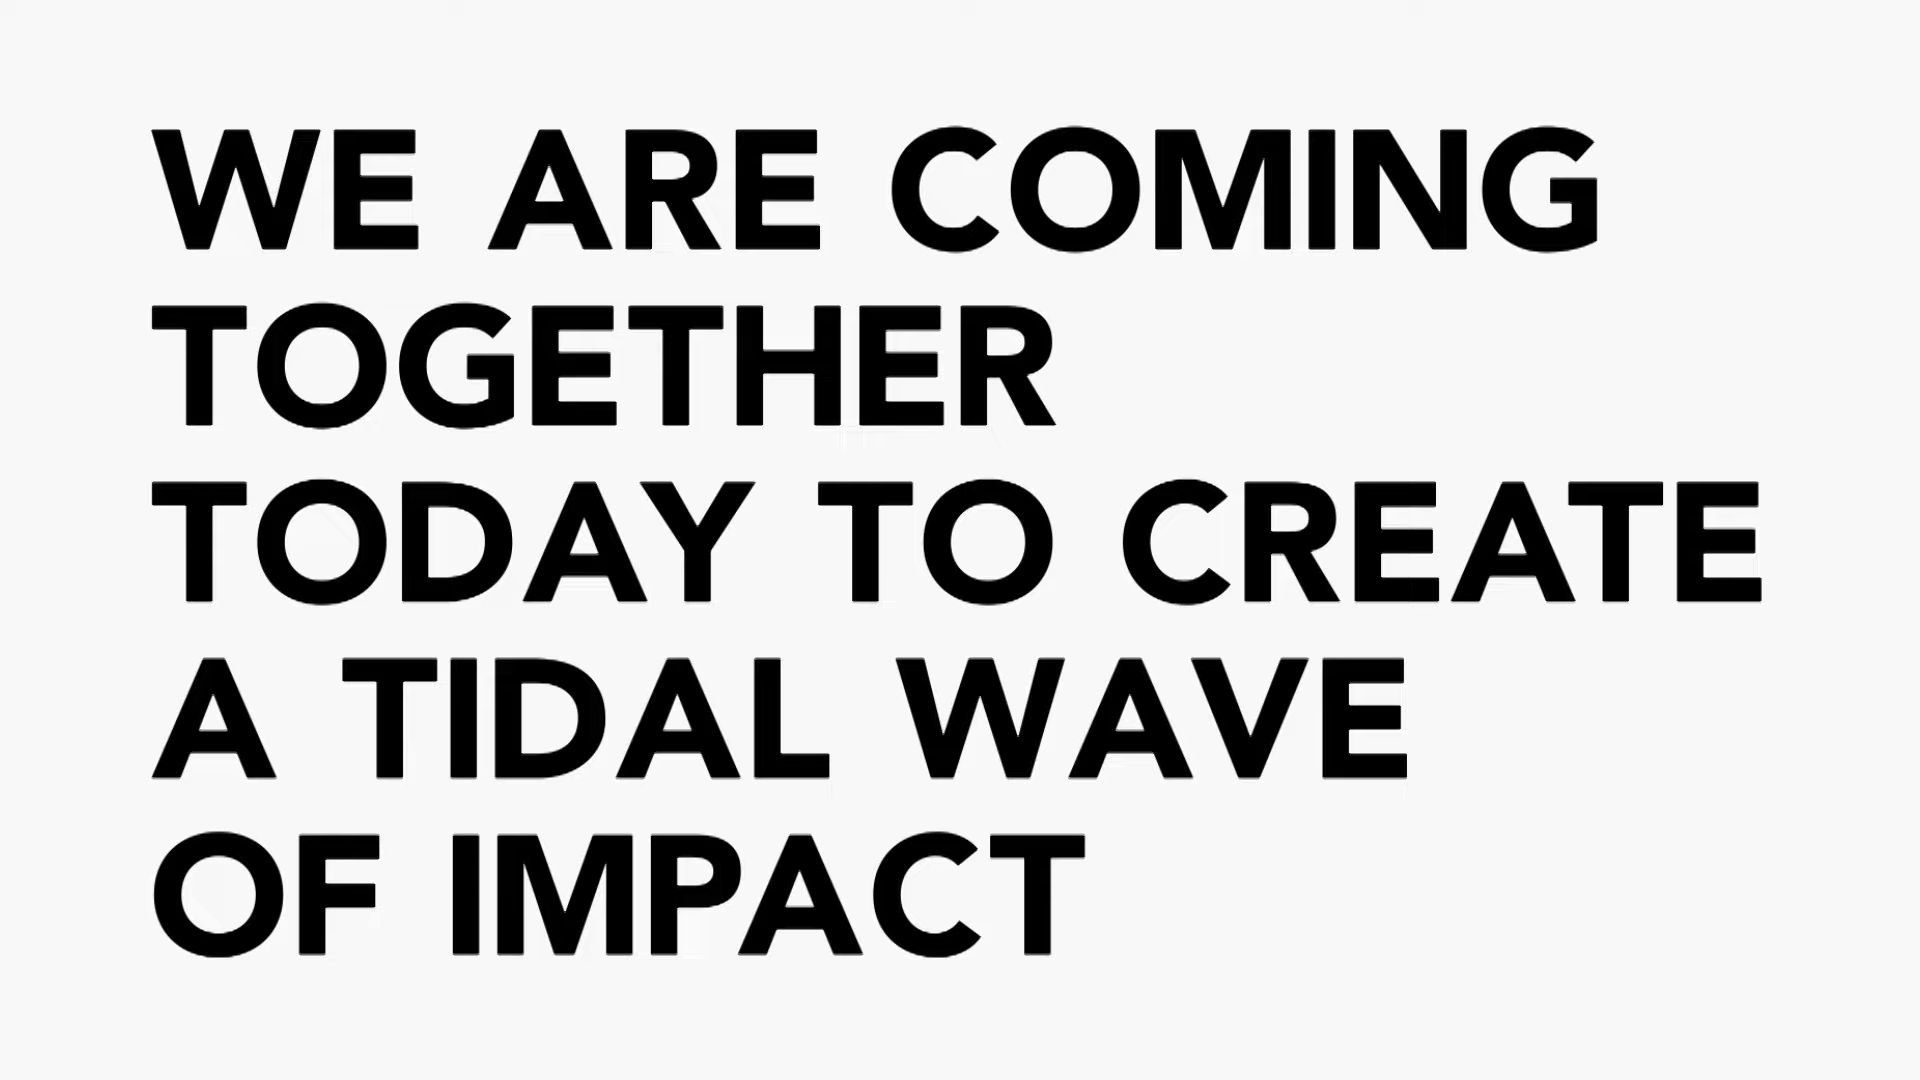 WE ARE COMING
TOGETHER
TODAY TO CREATE
A TIDAL WAVE
OF IMPACT